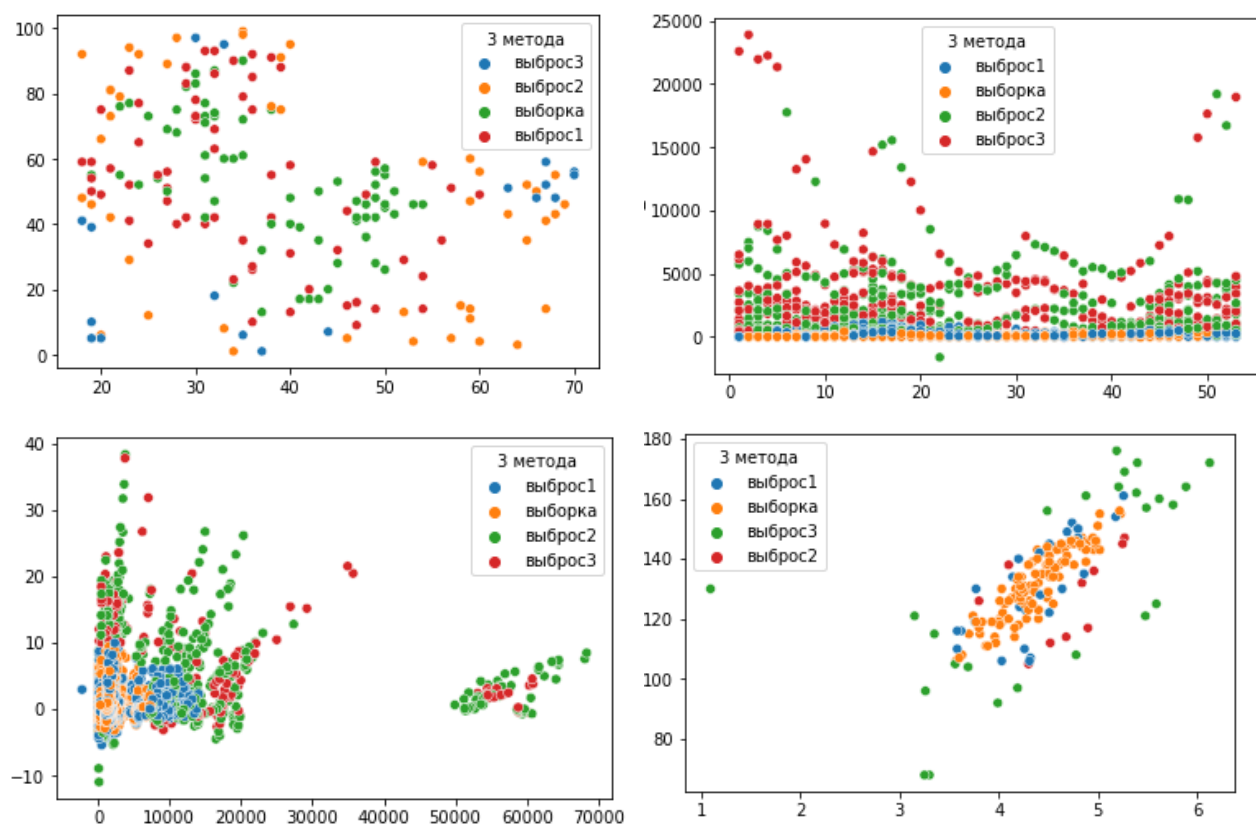 100
80
60
40
20
0
20
30
40
50
60
70
3 метода
выброс3
выброс2
выборка
выброс1
25000
20000
15000
10000
5000
0
0
10
20
30
40
50
3 метода
выброс1
выборка
выброс2
выброс3
40
30
20
10
0
−10
0
10000
20000
30000
40000
50000
60000
70000
3 метода
выброс1
выборка
выброс2
выброс3
180
160
140
120
100
80
1
2
3
4
5
6
3 метода
выброс1
выборка
выброс3
выброс2